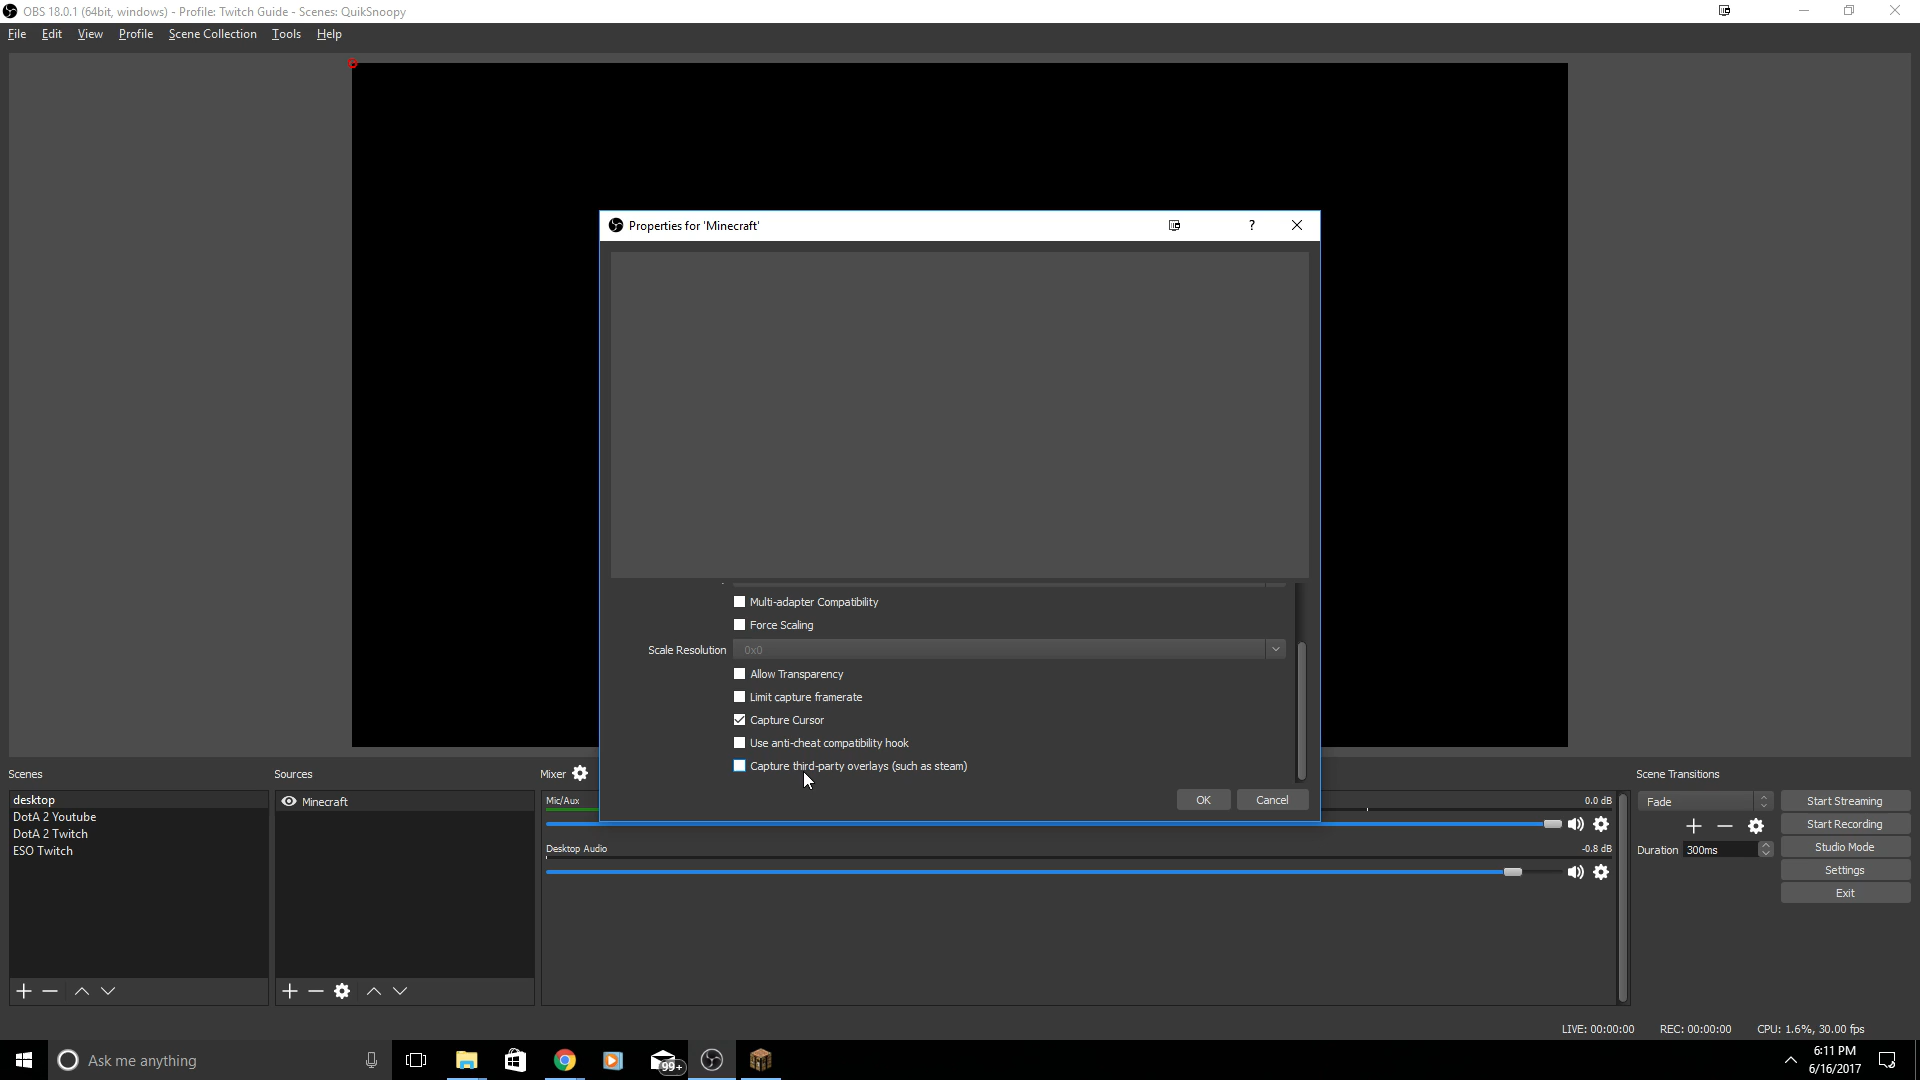 OBS 18.0.1 (64bit, windows) - Profile: Twitch Guide - Scenes: QuikSnoopy
File Edit View Profile Scene Collection Tools Help
Properties for 'Minecraft'
?
Multi-adapter Compatibility
Force Scaling
Scale Resolution 0x0
Allow Transparency
Limit capture framerate
Capture Cursor
Use anti-cheat compatibility hook
Capture third-party overlays (such as steam)
OK Cancel
Scenes
desktop
DotA 2 Youtube
DotA 2 Twitch
ESO Twitch
Sources
Minecraft
Mixer
Mic/Aux 0.0 dB
Desktop Audio -0.8 dB
Scene Transitions
Fade
Duration 300ms
Start Streaming
Start Recording
Studio Mode
Settings
Exit
LIVE: 00:00:00 REC: 00:00:00 CPU: 1.6%, 30.00 fps
Ask me anything
99+
6:11 PM
6/16/2017